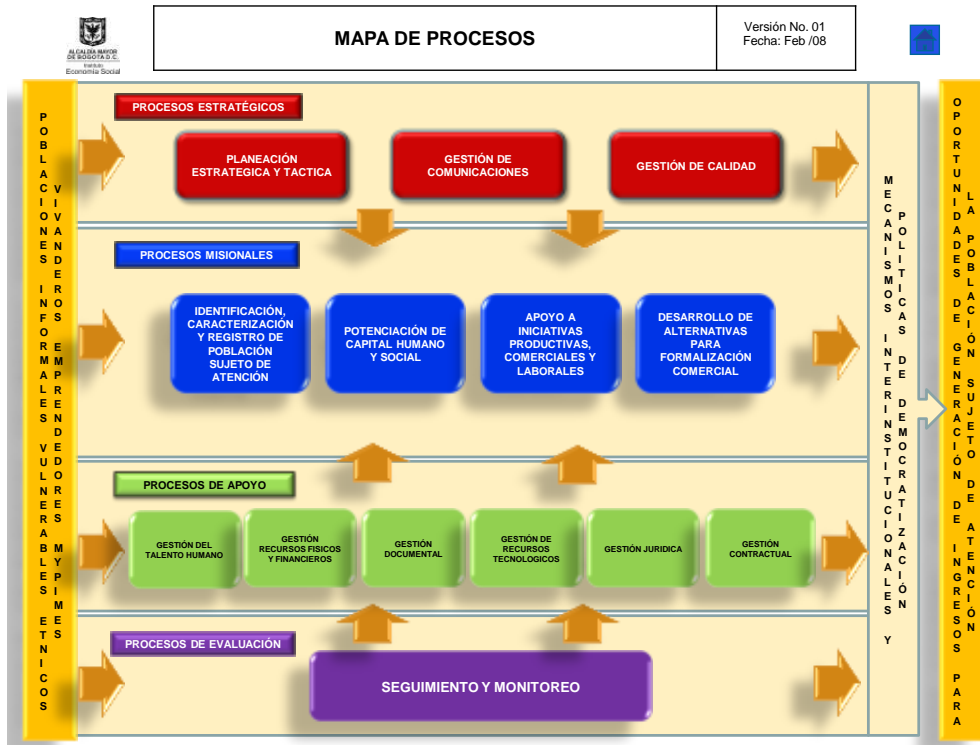 ALCALDÍA MAYOR
DE BOGOTÁ D.C.
Instituto
Economía Social
MAPA DE PROCESOS
Versión No. 01
Fecha: Feb /08
POBLACIONES INFORMALES VULNERABLES ETNICOS
VIVANDEROS EMPRENDEDORES MYPIMES
PROCESOS ESTRATÉGICOS
PLANEACIÓN
ESTRATEGICA Y TACTICA
GESTIÓN DE
COMUNICACIONES
GESTIÓN DE CALIDAD
PROCESOS MISIONALES
IDENTIFICACIÓN,
CARACTERIZACIÓN
Y REGISTRO DE
POBLACIÓN
SUJETO DE
ATENCIÓN
POTENCIACIÓN DE
CAPITAL HUMANO
Y SOCIAL
APOYO A
INICIATIVAS
PRODUCTIVAS,
COMERCIALES Y
LABORALES
DESARROLLO DE
ALTERNATIVAS
PARA
FORMALIZACIÓN
COMERCIAL
PROCESOS DE APOYO
GESTIÓN DEL
TALENTO HUMANO
GESTIÓN
RECURSOS FISICOS
Y FINANCIEROS
GESTIÓN
DOCUMENTAL
GESTIÓN DE
RECURSOS
TECNOLOGICOS
GESTIÓN JURIDICA
GESTIÓN
CONTRACTUAL
PROCESOS DE EVALUACIÓN
SEGUIMIENTO Y MONITOREO
MECANISMOS INTERINSTITUCIONALES Y
POLITICAS DE DEMOCRATIZACIÓN
OPORTUNIDADES DE GENERACIÓN DE INGRESOS PARA
LA POBLACIÓN SUJETO DE ATENCIÓN